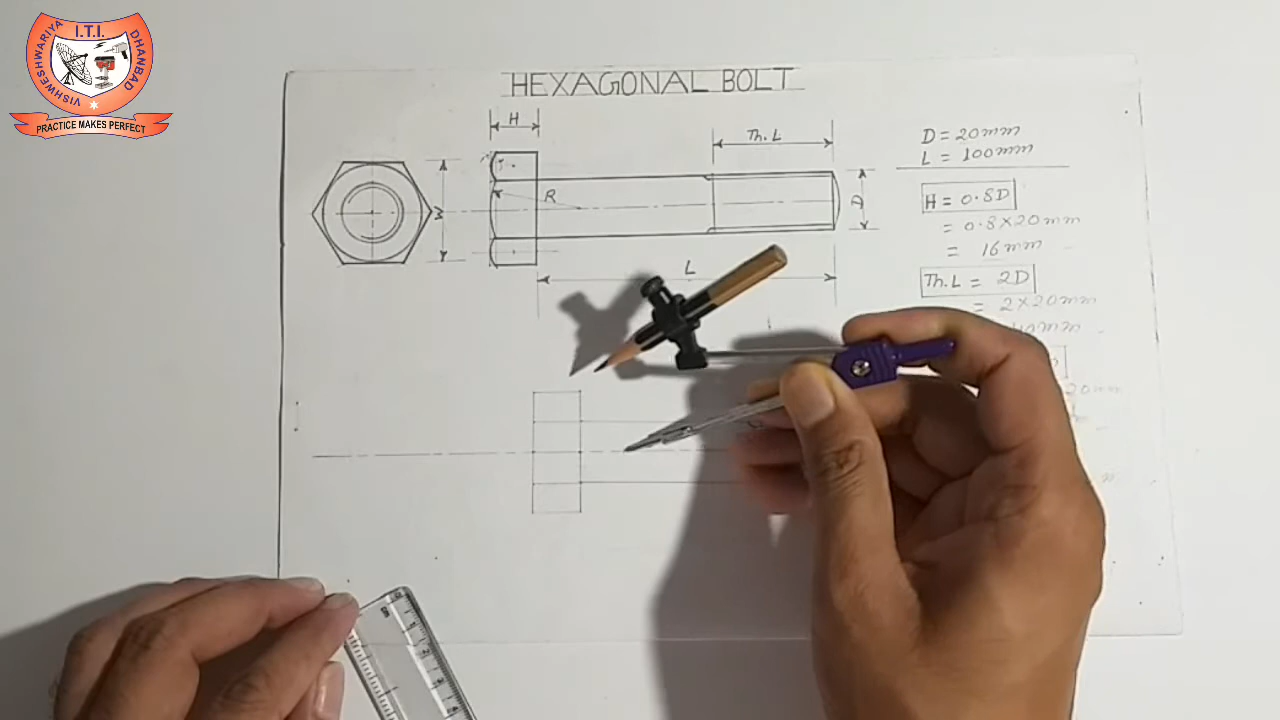 I.T.I.
VISHWESHWARIYA
DHANBAD
PRACTICE MAKES PERFECT
HEXAGONAL BOLT
H
Th. L
R
W
D
L
D = 20mm
L = 100mm
H = 0.8D
= 0.8×20mm
= 16mm
Th. L = 2D
= 2×20mm